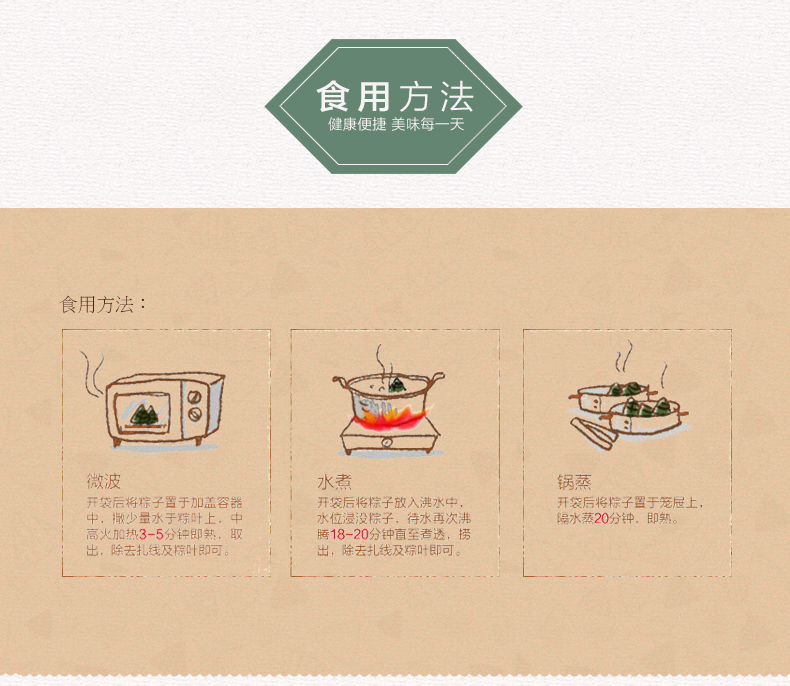 食用方法
健康便捷 美味每一天
食用方法：
微波
开袋后将粽子置于加盖容器
中，撒少量水于粽叶上，中
高火加热3-5分钟即熟，取
出，除去扎线及粽叶即可。
水煮
开袋后将粽子放入沸水中，
水位浸没粽子，待水再次沸
腾18-20分钟直至煮透，捞
出，除去扎线及粽叶即可。
锅蒸
开袋后将粽子置于笼屉上，
隔水蒸20分钟，即熟。